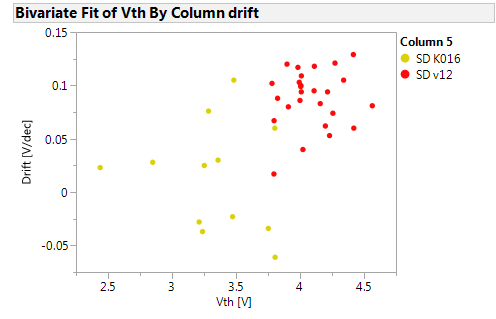 Bivariate Fit of Vth By Column drift
0.15
0.1
0.05
0
-0.05
Drift [V/dec]
2.5 3 3.5 4 4.5
Vth [V]
Column 5
SD K016
SD v12